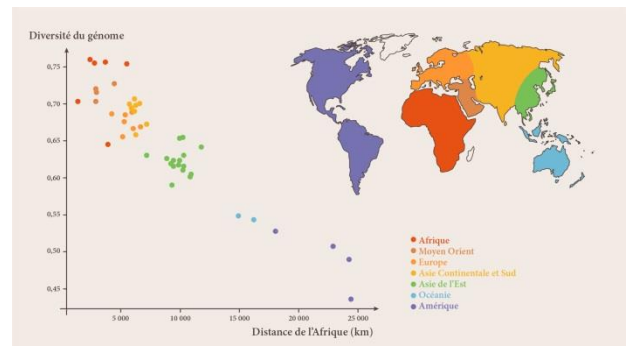 Diversité du génome
0,75
0,70
0,65
0,60
0,55
0,50
0,45
5 000
10 000
15 000
20 000
25 000
Distance de l'Afrique (km)
Afrique
Moyen Orient
Europe
Asie Continentale et Sud
Asie de l'Est
Océanie
Amérique